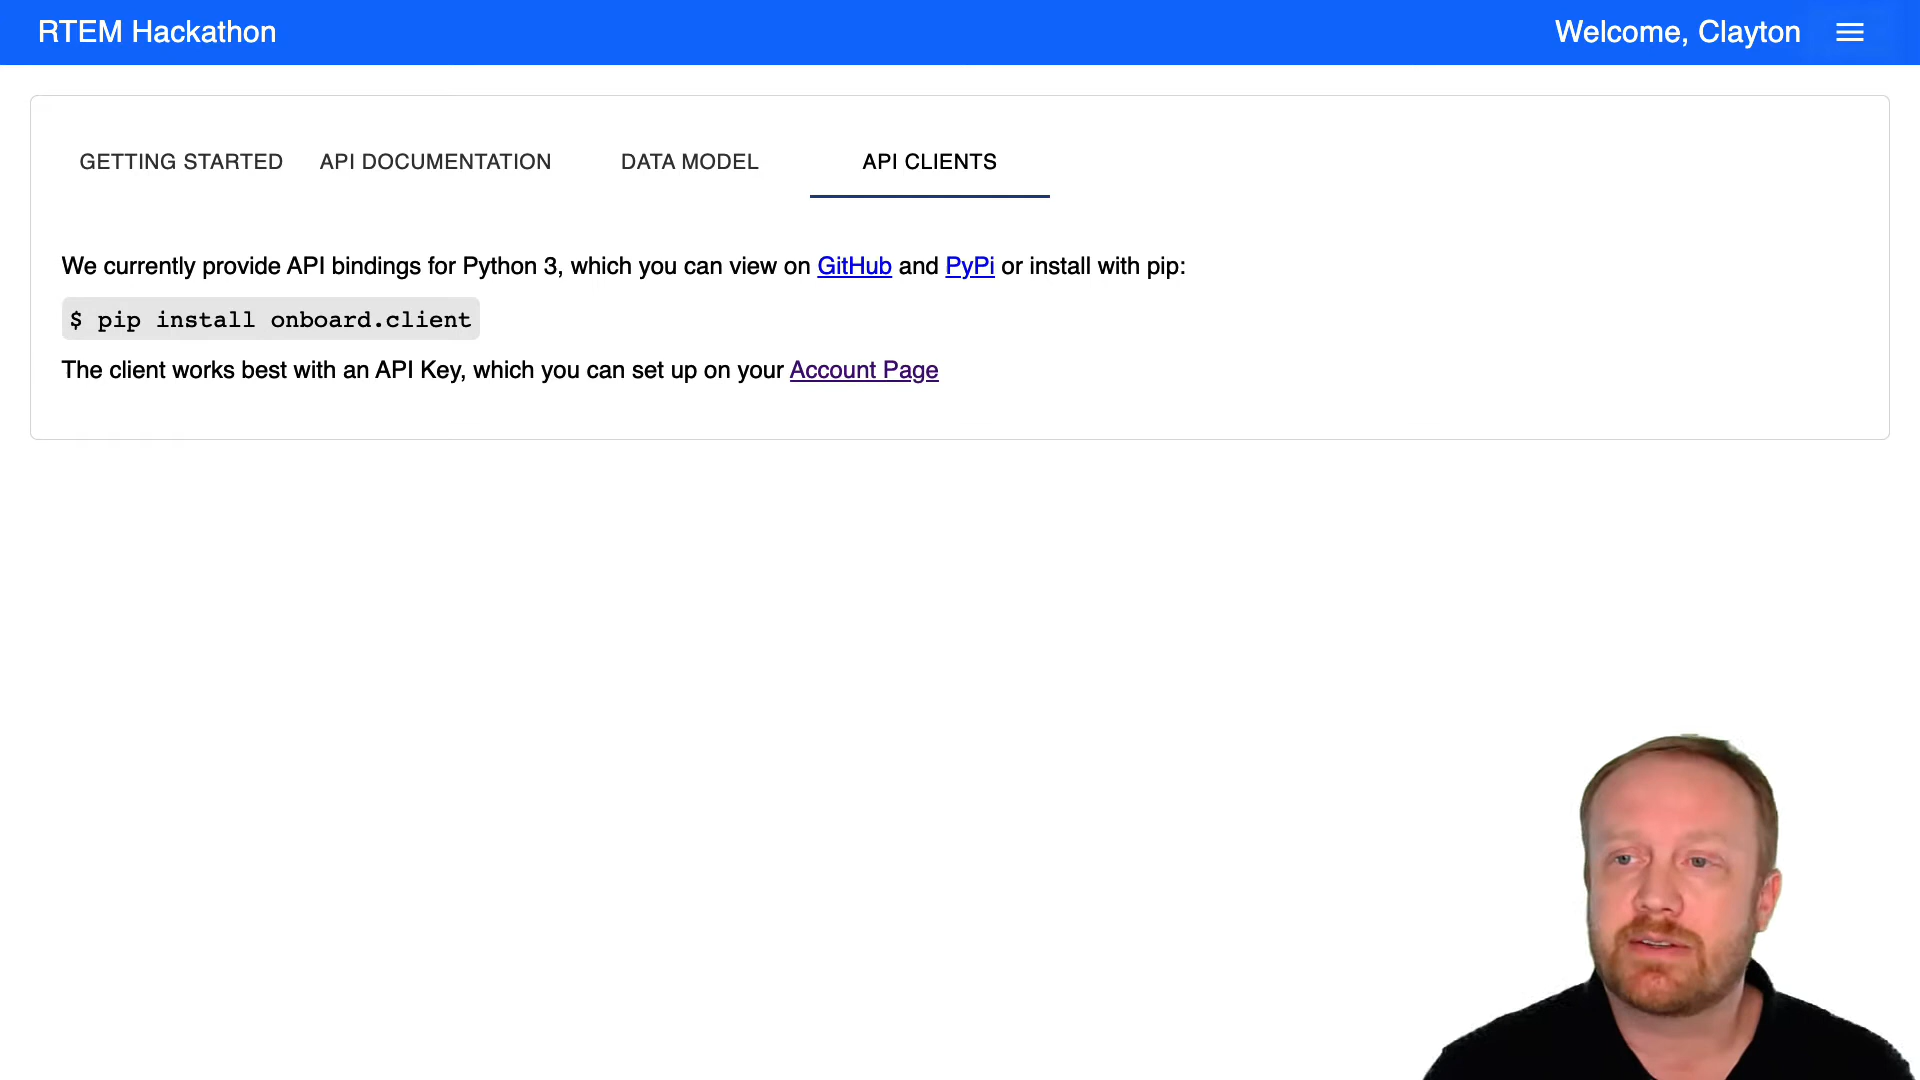 RTEM Hackathon
Welcome, Clayton
GETTING STARTED
API DOCUMENTATION
DATA MODEL
API CLIENTS
We currently provide API bindings for Python 3, which you can view on GitHub and PyPi or install with pip:
$ pip install onboard.client
The client works best with an API Key, which you can set up on your Account Page